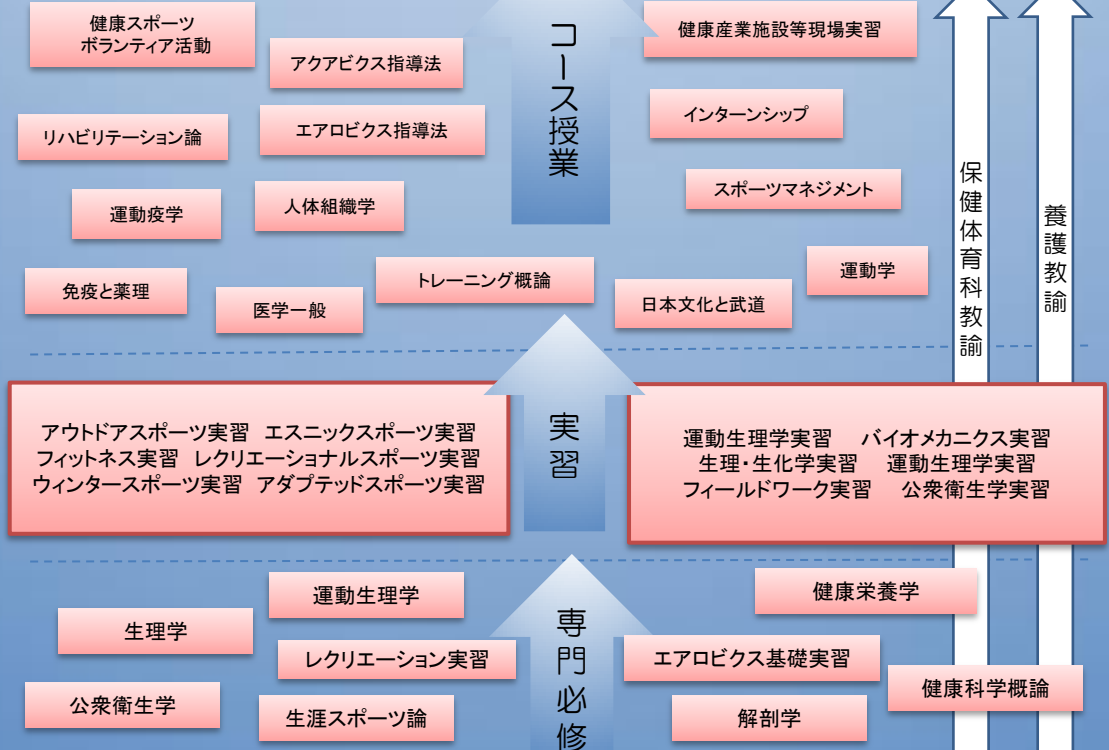 健康スポーツ
ボランティア活動
アクアビクス指導法
コース授業
健康産業施設等現場実習
リハビリテーション論
エアロビクス指導法
インターンシップ
運動疫学
人体組織学
スポーツマネジメント
保健体育科教諭
養護教諭
免疫と薬理
医学一般
トレーニング概論
日本文化と武道
運動学
アウトドアスポーツ実習 エスニックスポーツ実習
フィットネス実習 レクリエーショナルスポーツ実習
ウィンタースポーツ実習 アダプテッドスポーツ実習
実習
運動生理学実習 バイオメカニクス実習
生理・生化学実習 運動生理学実習
フィールドワーク実習 公衆衛生学実習
運動生理学
健康栄養学
生理学
レクリエーション実習
専門必修
エアロビクス基礎実習
公衆衛生学
生涯スポーツ論
解剖学
健康科学概論